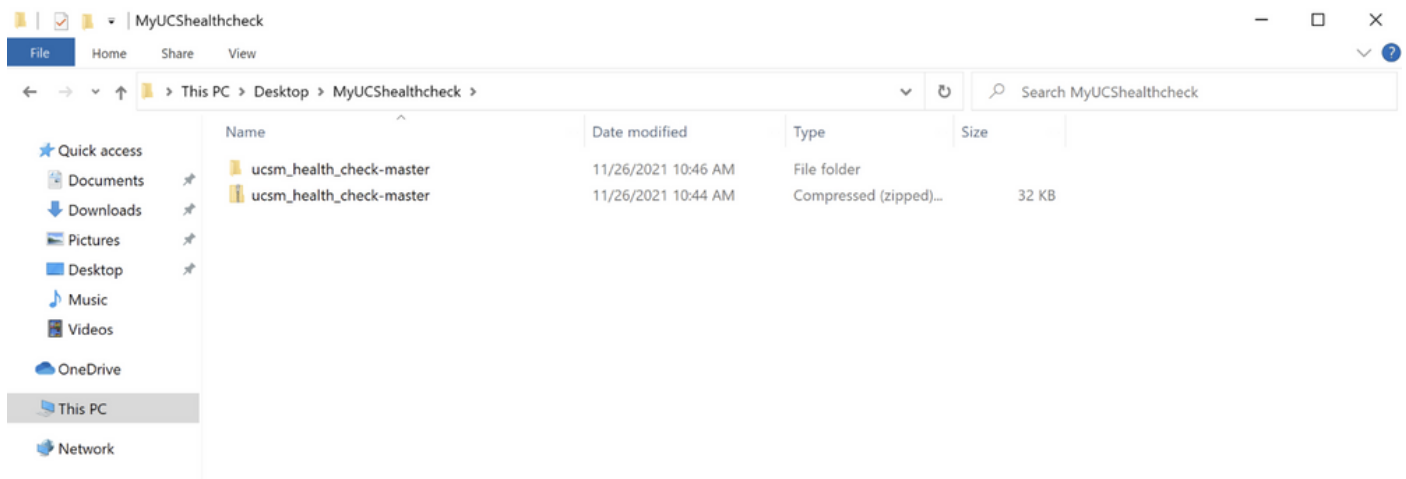 MyUCShealthcheck
File Home Share View
This PC > Desktop > MyUCShealthcheck >
Search MyUCShealthcheck
Name Date modified Type Size
Quick access
Documents
Downloads
Pictures
Desktop
Music
Videos
OneDrive
This PC
Network
ucsm_health_check-master 11/26/2021 10:46 AM File folder
ucsm_health_check-master 11/26/2021 10:44 AM Compressed (zipped)... 32 KB